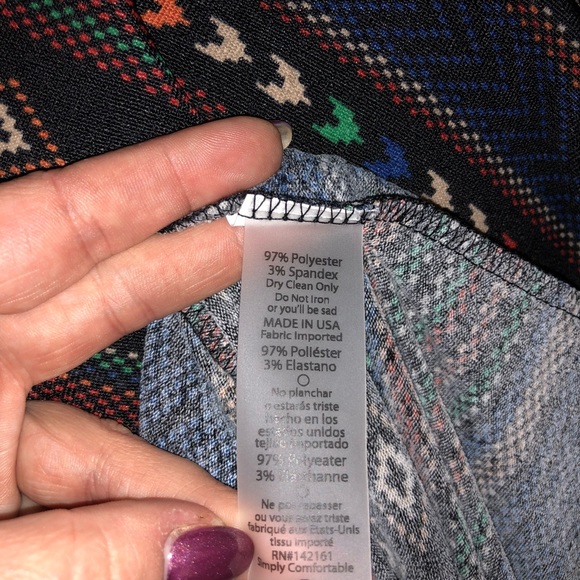 97% Polyester
3% Spandex
Dry Clean Only
Do Not Iron
or you'll be sad
MADE IN USA
Fabric Imported
97% Poliéster
3% Elastano
No planchar
o estarás triste
hecho en los
estados unidos
tejido importado
97% Polyeater
3%
Ne pas repasser
ou vous serez triste
fabriqué aux États-Unis
tissu importé
RN#142161
Simply Comfortable